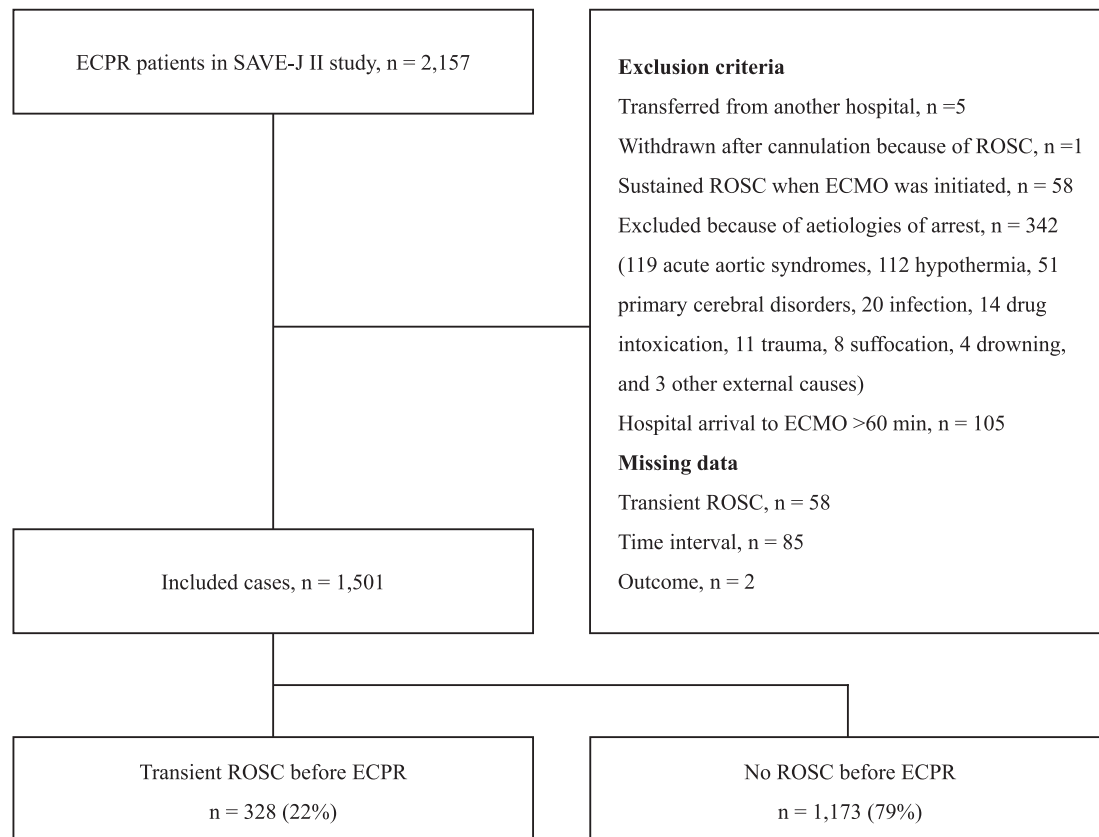 ECPR patients in SAVE-J II study, n = 2,157
Exclusion criteria
Transferred from another hospital, n =5
Withdrawn after cannulation because of ROSC, n =1
Sustained ROSC when ECMO was initiated, n = 58
Excluded because of aetiologies of arrest, n = 342
(119 acute aortic syndromes, 112 hypothermia, 51
primary cerebral disorders, 20 infection, 14 drug
intoxication, 11 trauma, 8 suffocation, 4 drowning,
and 3 other external causes)
Hospital arrival to ECMO >60 min, n = 105
Missing data
Transient ROSC, n = 58
Time interval, n = 85
Outcome, n = 2
Included cases, n = 1,501
Transient ROSC before ECPR
n = 328 (22%)
No ROSC before ECPR
n = 1,173 (79%)